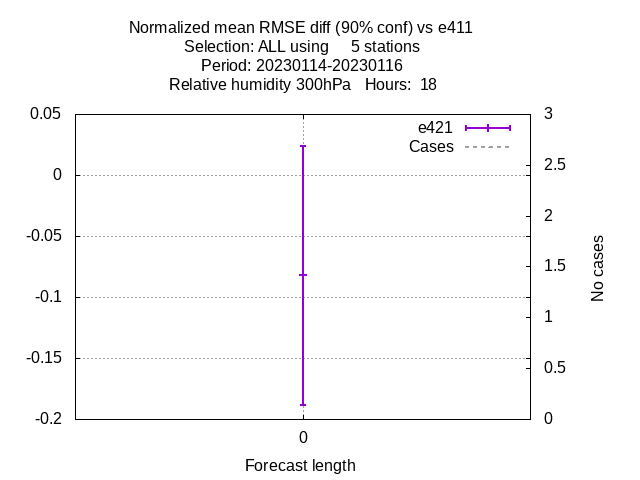 Normalized mean RMSE diff (90% conf) vs e411
Selection: ALL using     5 stations
Period: 20230114-20230116
Relative humidity 300hPa   Hours:  18
e421
Cases
0.05
0
-0.05
-0.1
-0.15
-0.2
3
2.5
2
1.5
1
0.5
0
No cases
0
Forecast length